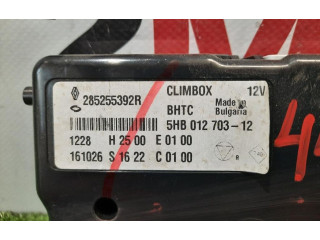 285255392R CLIMBOX 12V
BHTC Made in Bulgaria
5HB 012 703-12
1228 H 25 00 E 01 00
161026 S 16 22 C 01 00